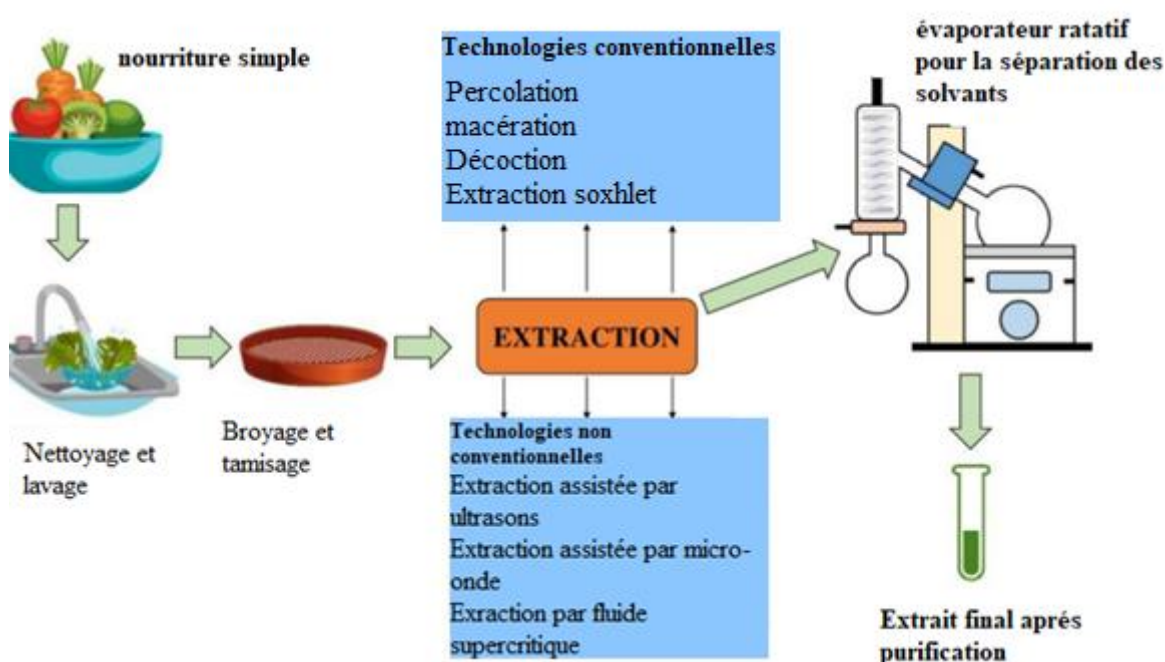 nourriture simple
Nettoyage et
lavage
Broyage et
tamisage
Technologies conventionnelles
Percolation
macération
Décoction
Extraction soxhlet
EXTRACTION
Technologies non
conventionnelles
Extraction assistée par
ultrasons
Extraction assistée par micro-
onde
Exraction par fluide
supercritique
évaporateur ratatif
pour la séparation des
solvants
Extrait final aprés
purification